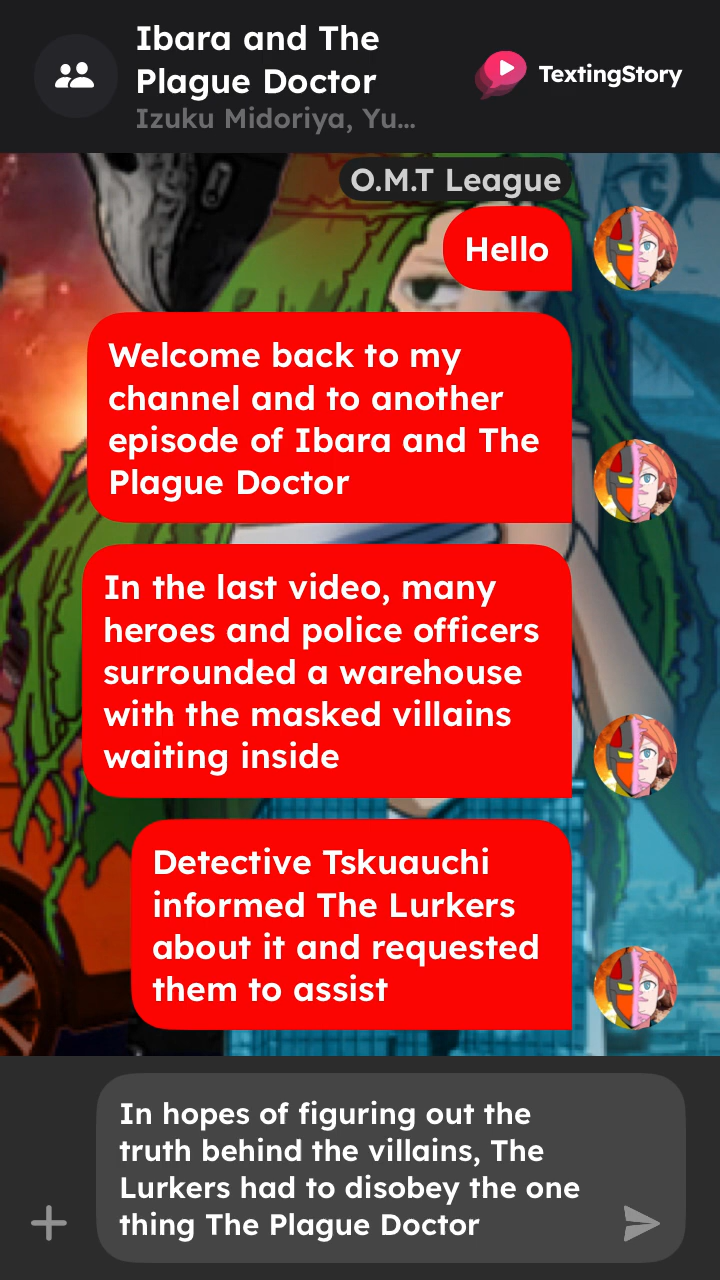 Ibara and The
Plague Doctor
Izuku Midoriya, Yu...
TextingStory
O.M.T League
Hello
Welcome back to my
channel and to another
episode of Ibara and The
Plague Doctor
In the last video, many
heroes and police officers
surrounded a warehouse
with the masked villains
waiting inside
Detective Tskuauchi
informed The Lurkers
about it and requested
them to assist
In hopes of figuring out the
truth behind the villains, The
Lurkers had to disobey the one
thing The Plague Doctor